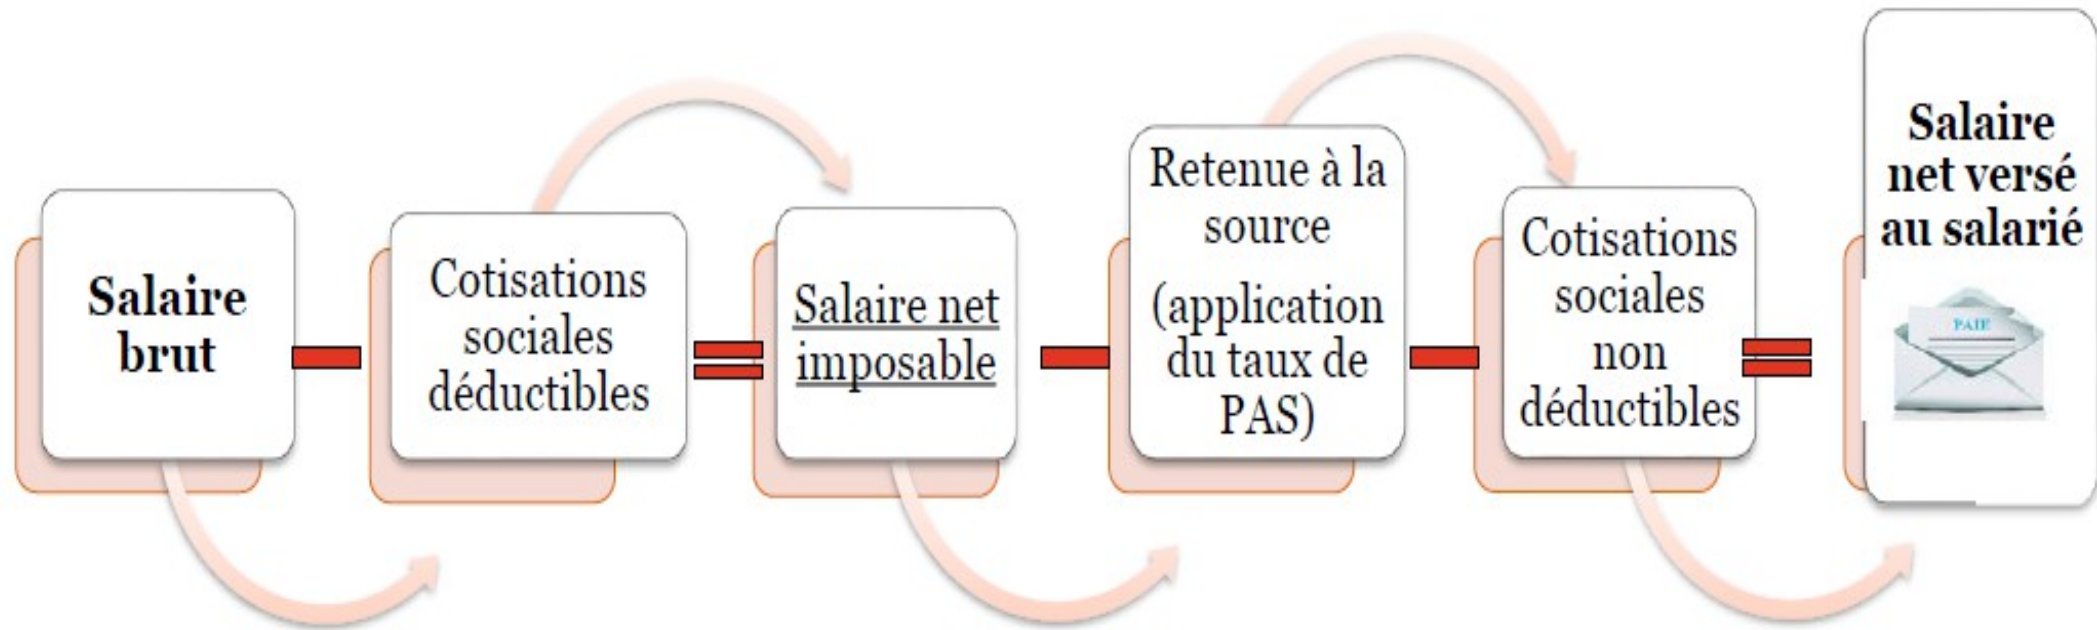 Salaire
brut
Cotisations
sociales
déductibles
Salaire net
imposable
Retenue à la
source
(application
du taux de
PAS)
Cotisations
sociales
non
déductibles
Salaire
net versé
au salarié
PAIE